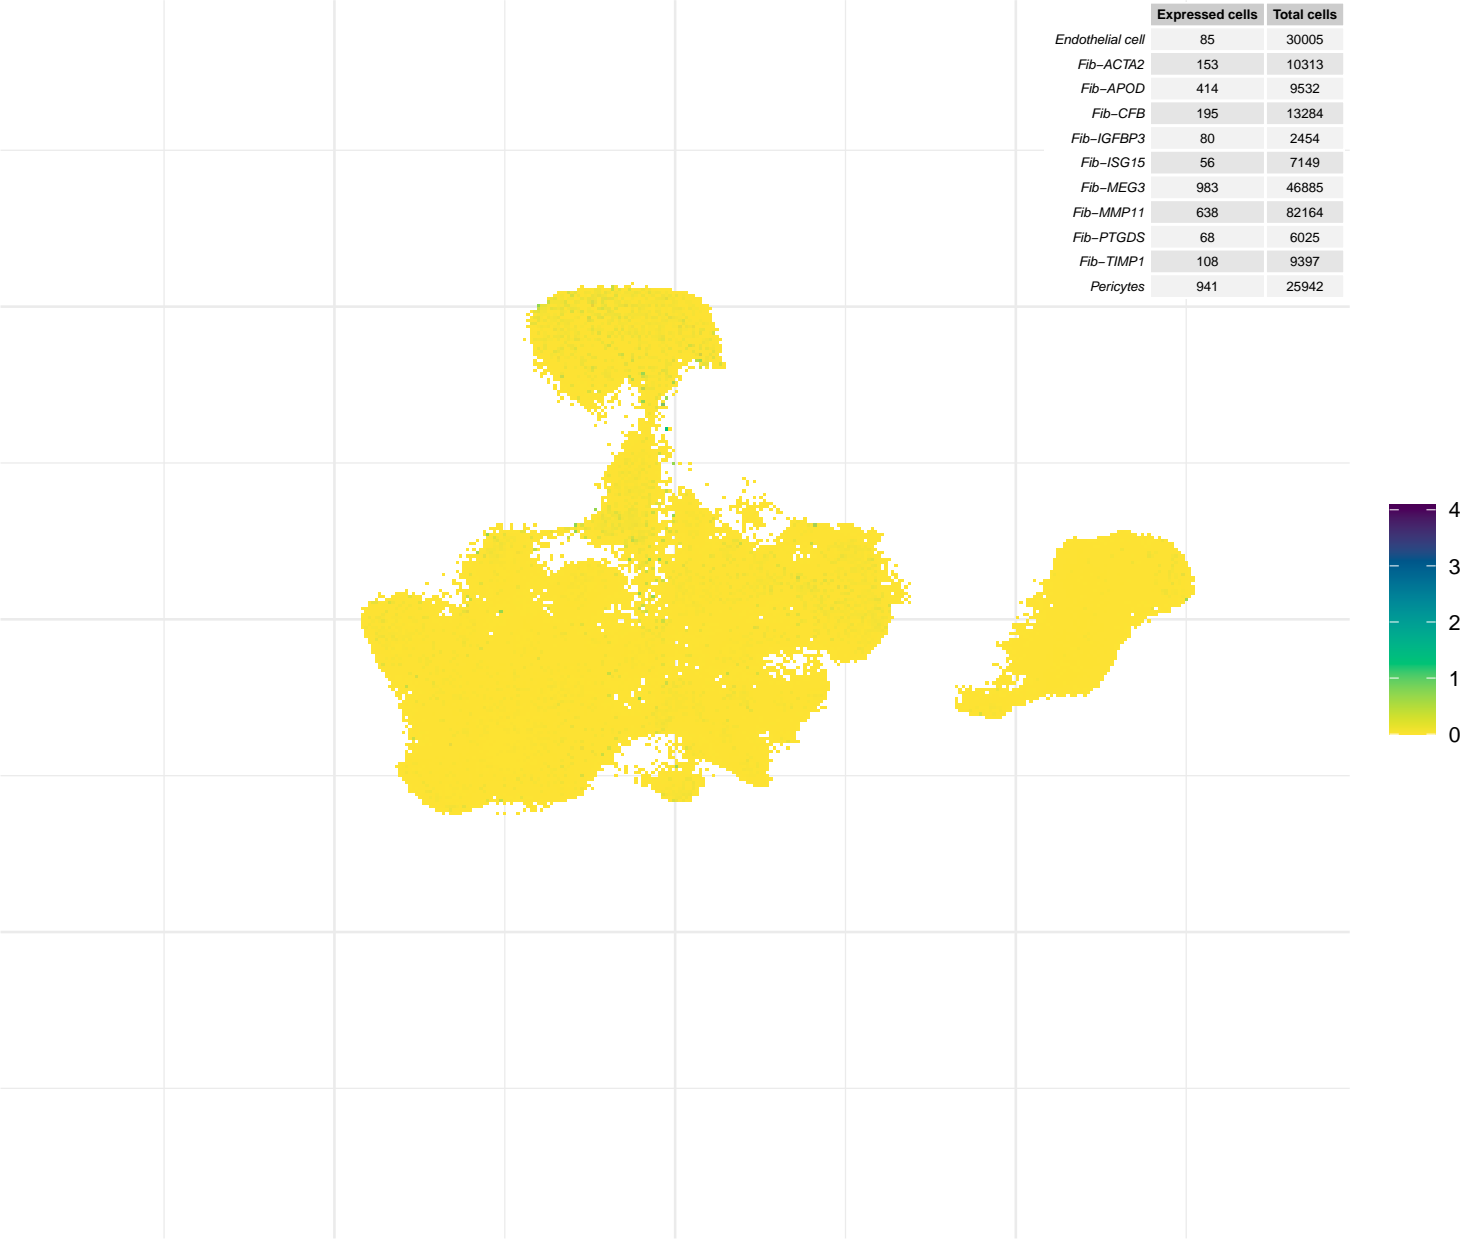 Expressed cells Total cells
Endothelial cell 85 30005
Fib−ACTA2 153 10313
Fib−APOD 414 9532
Fib−CFB 195 13284
Fib−IGFBP3 80 2454
Fib−ISG15 56 7149
Fib−MEG3 983 46885
Fib−MMP11 638 82164
Fib−PTGDS 68 6025
Fib−TIMP1 108 9397
Pericytes 941 25942
4
3
2
1
0